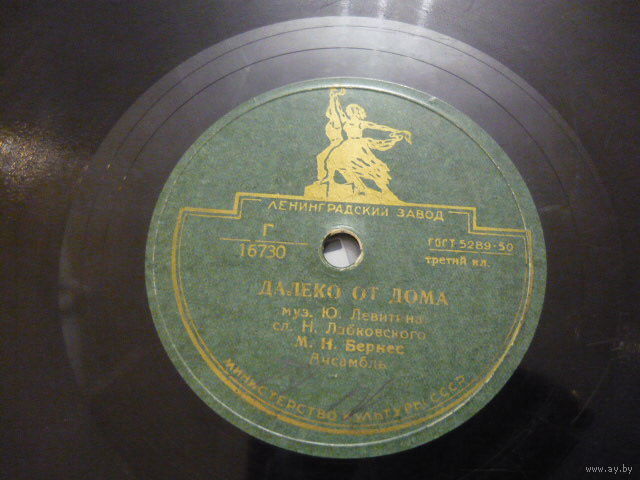 ЛЕНИНГРАДСКИЙ ЗАВОД
Г
16730
ГОСТ 5289-50
третий кл.
ДАЛЕКО ОТ ДОМА
муз. Ю. Левитина
сл. Н. Лабковского
М. Н. Бернес
Ансамбль
МИНИСТЕРСТВО КУЛЬТУРЫ СССР
www.ay.by